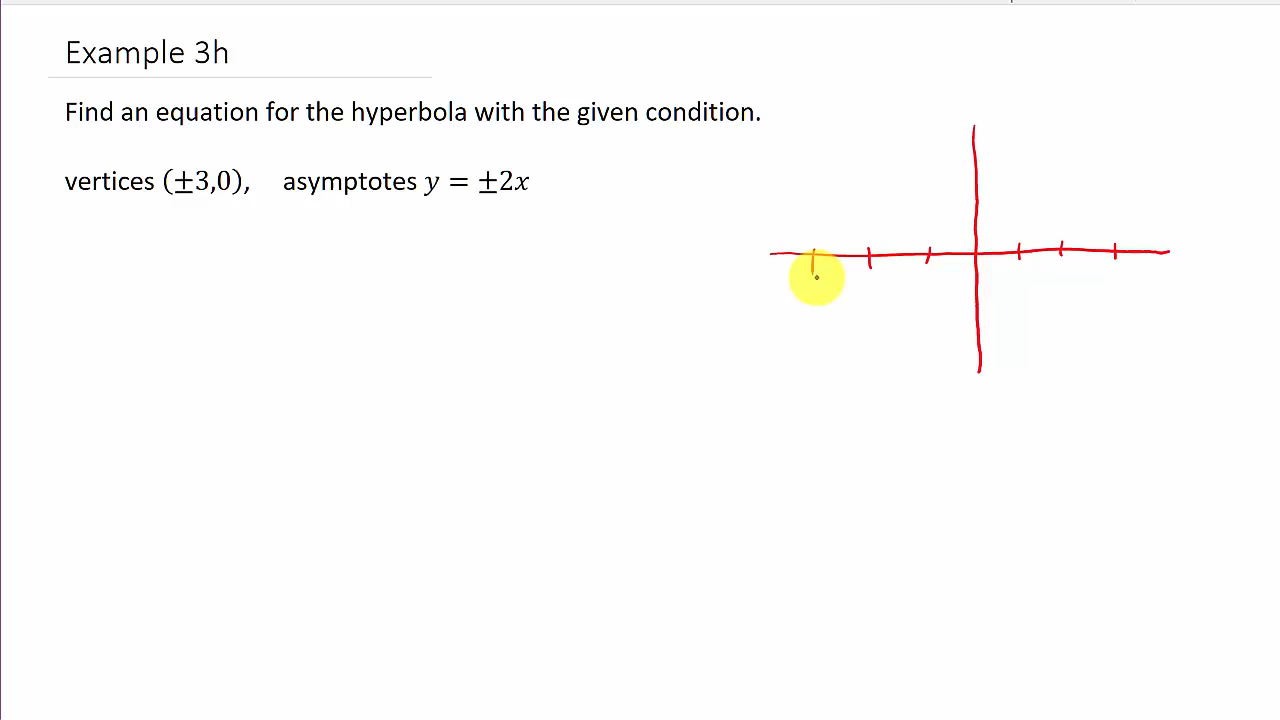 Example 3h
Find an equation for the hyperbola with the given condition.
vertices (±3,0), asymptotes y = ±2x